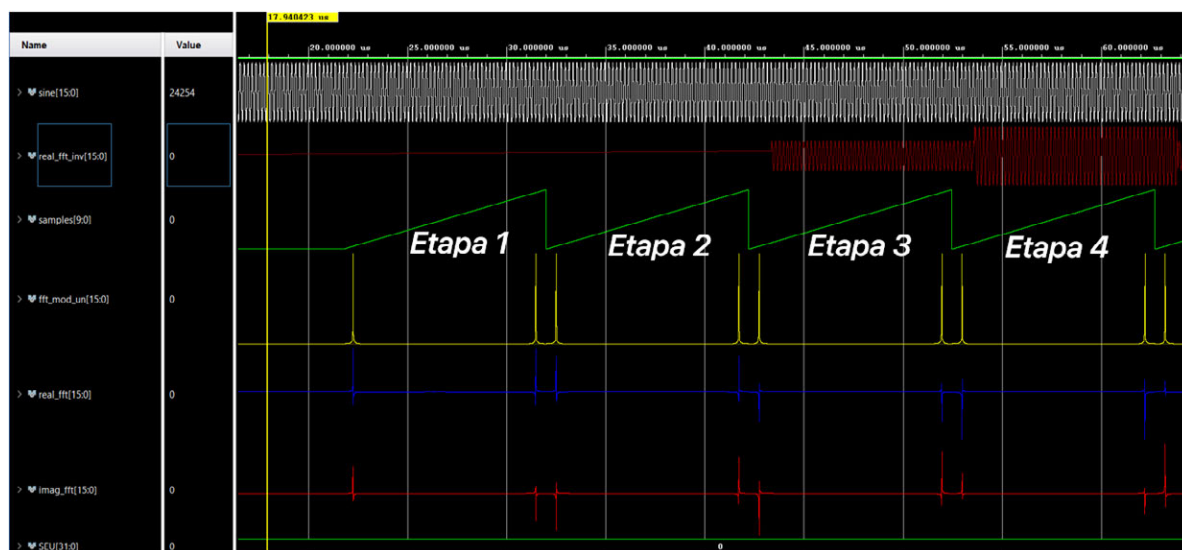 17.940423 us
Name Value
20.000000 us 25.000000 us 30.000000 us 35.000000 us 40.000000 us 45.000000 us 50.000000 us 55.000000 us 60.000000 us
sine[15:0] 24254
real_fft_inv[15:0] 0
samples[9:0] 0
Etapa 1 Etapa 2 Etapa 3 Etapa 4
fft_mod_un[15:0] 0
real_fft[15:0] 0
imag_fft[15:0] 0
SEU[31:0] 0 0